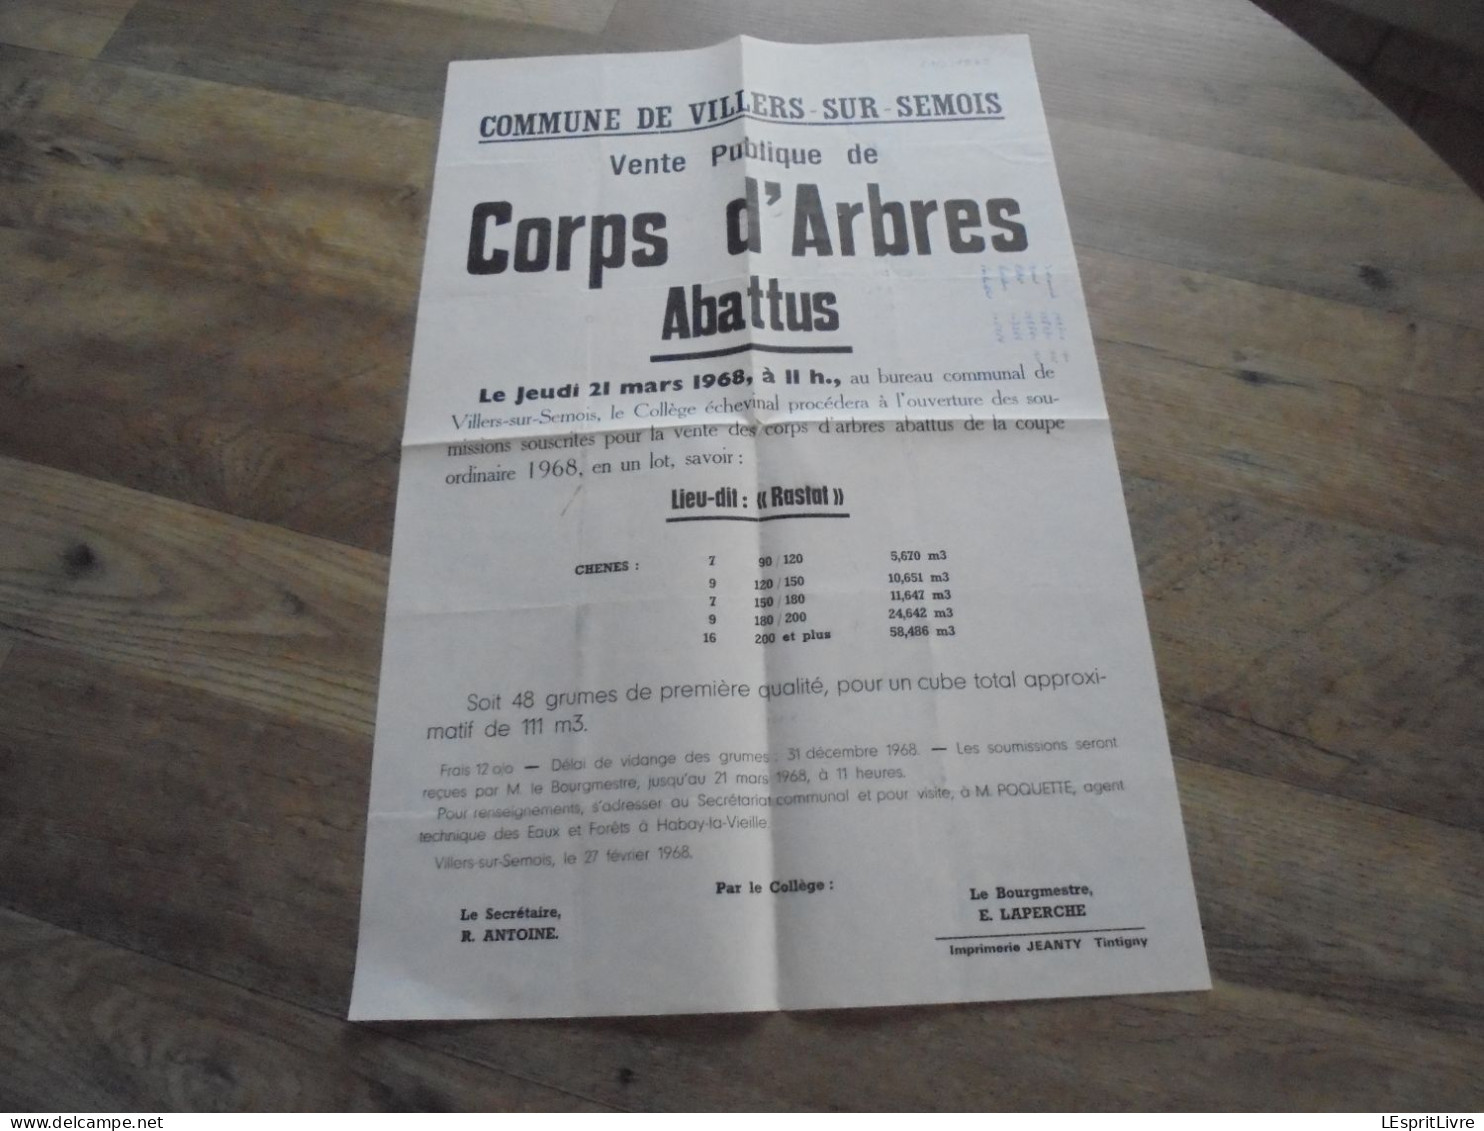 COMMUNE DE VILLERS - SUR - SEMOIS
Vente Publique de
Corps d'Arbres
Abattus
Le Jeudi 21 mars 1968, à 11 h., au bureau communal de
Villers-sur-Semois, le Collège échevinal procédera à l'ouverture des sou-
missions souscrites pour la vente des corps d'arbres abattus de la coupe
ordinaire 1968, en un lot, savoir :
Lieu-dit : « Rastat »
CHENES : 7 90 / 120 5,670 m3
9 120 / 150 10,651 m3
7 150 / 180 11,647 m3
9 180 / 200 24,642 m3
16 200 et plus 58,486 m3
Soit 48 grumes de première qualité, pour un cube total approxi-
matif de 111 m3.
Frais 12 o/o — Délai de vidange des grumes : 31 décembre 1968. — Les soumissions seront
reçues par M. le Bourgmestre, jusqu'au 21 mars 1968, à 11 heures.
Pour renseignements, s'adresser au Secrétariat communal et pour visite, à M. POQUETTE, agent
technique des Eaux et Forêts à Habay-la-Vieille.
Villers-sur-Semois, le 27 février 1968.
Par le Collège :
Le Secrétaire,
R. ANTOINE.
Le Bourgmestre,
E. LAPERCHE
Imprimerie JEANTY Tintigny
LEspritLivre